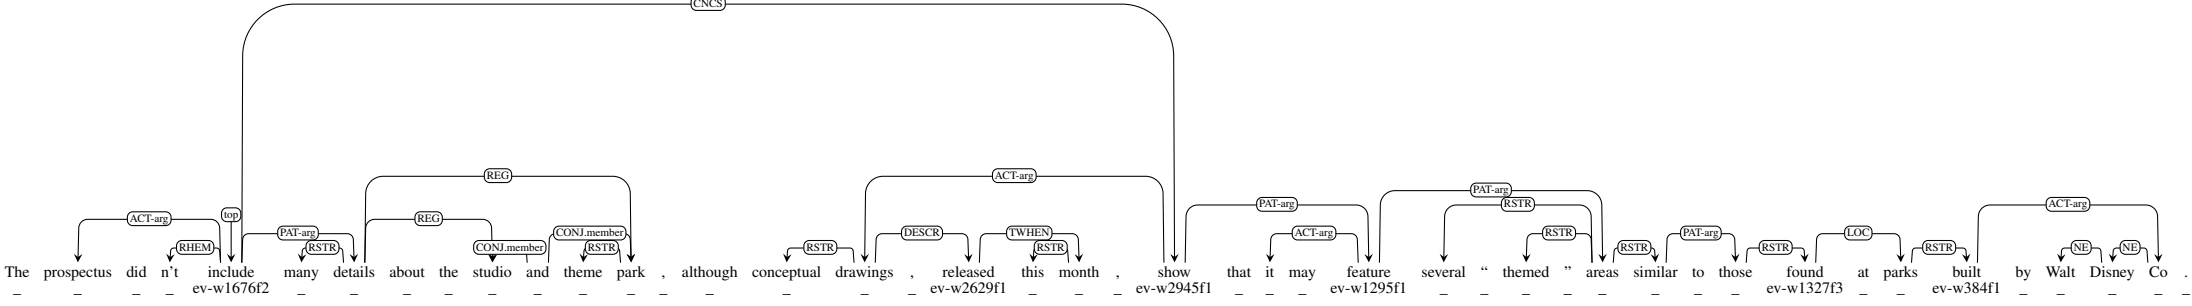 CNCS
REG ACT-arg
PAT-arg
top PAT-arg RSTR ACT-arg
ACT-arg REG
PAT-arg CONJ.member DESCR TWHEN ACT-arg RSTR PAT-arg LOC
RHEM RSTR CONJ.member RSTR RSTR RSTR RSTR RSTR RSTR NE NE
The prospectus did n't include many details about the studio and theme park , although conceptual drawings , released this month , show that it may feature several “ themed ” areas similar to those found at parks built by Walt Disney Co .
_ _ _ _ ev-w1676f2 _ _ _ _ _ _ _ _ _ _ _ _ _ ev-w2629f1 _ _ _ ev-w2945f1 _ _ _ ev-w1295f1 _ _ _ _ _ _ _ _ ev-w1327f3 _ _ ev-w384f1 _ _ _ _ _